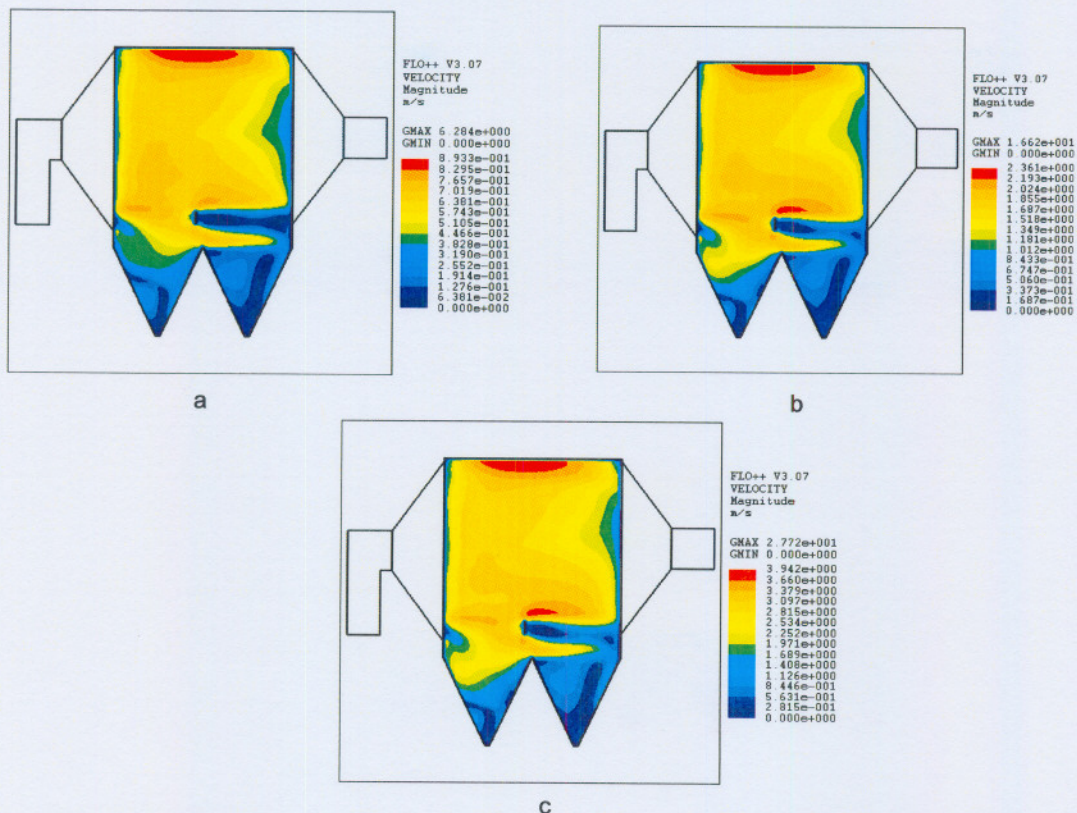 FLO++ V3.07
VELOCITY
Magnitude
m/s
GMAX 6.284e+000
GMIN 0.000e+000
8.933e-001
8.295e-001
7.657e-001
7.019e-001
6.381e-001
5.743e-001
5.105e-001
4.466e-001
3.828e-001
3.190e-001
2.552e-001
1.914e-001
1.276e-001
6.381e-002
0.000e+000
a
FLO++ V3.07
VELOCITY
Magnitude
m/s
GMAX 1.662e+001
GMIN 0.000e+000
2.361e+000
2.193e+000
2.024e+000
1.855e+000
1.687e+000
1.518e+000
1.349e+000
1.181e+000
1.012e+000
8.433e-001
6.747e-001
5.060e-001
3.373e-001
1.687e-001
0.000e+000
b
FLO++ V3.07
VELOCITY
Magnitude
m/s
GMAX 2.772e+001
GMIN 0.000e+000
3.942e+000
3.660e+000
3.379e+000
3.097e+000
2.815e+000
2.534e+000
2.252e+000
1.971e+000
1.689e+000
1.408e+000
1.126e+000
8.446e-001
5.631e-001
2.815e-001
0.000e+000
c